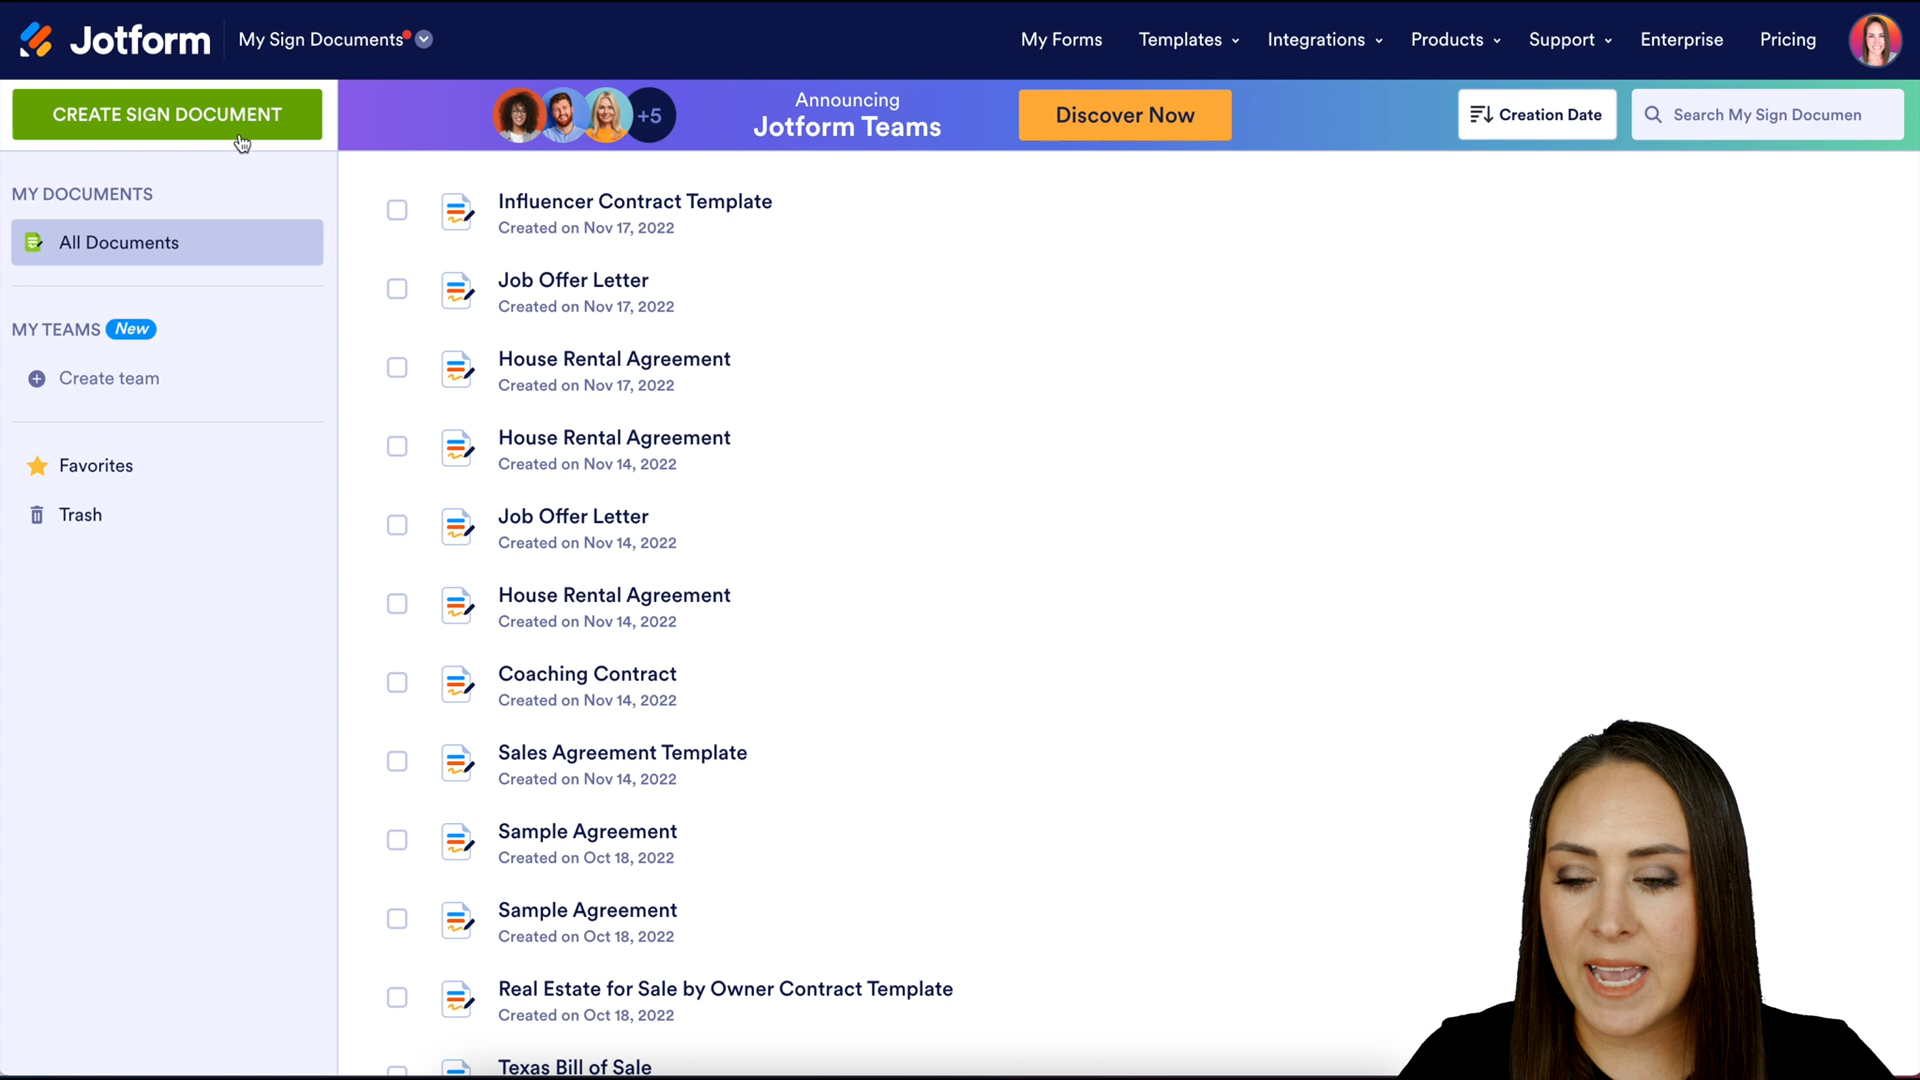 Jotform
My Sign Documents
My Forms
Templates
Integrations
Products
Support
Enterprise
Pricing
CREATE SIGN DOCUMENT
+5
Announcing
Jotform Teams
Discover Now
Creation Date
Search My Sign Documen
MY DOCUMENTS
All Documents
MY TEAMS New
Create team
Favorites
Trash
Influencer Contract Template
Created on Nov 17, 2022
Job Offer Letter
Created on Nov 17, 2022
House Rental Agreement
Created on Nov 17, 2022
House Rental Agreement
Created on Nov 14, 2022
Job Offer Letter
Created on Nov 14, 2022
House Rental Agreement
Created on Nov 14, 2022
Coaching Contract
Created on Nov 14, 2022
Sales Agreement Template
Created on Nov 14, 2022
Sample Agreement
Created on Oct 18, 2022
Sample Agreement
Created on Oct 18, 2022
Real Estate for Sale by Owner Contract Template
Created on Oct 18, 2022
Texas Bill of Sale